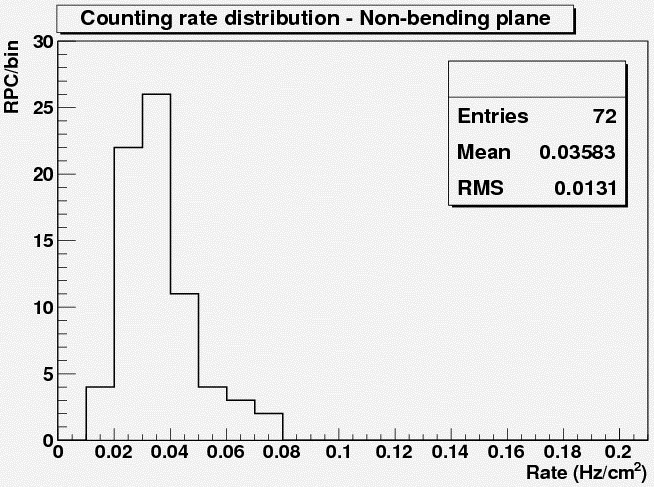 Counting rate distribution - Non-bending plane
RPC/bin
30
25
20
15
10
5
0
Entries 72
Mean 0.03583
RMS 0.0131
0 0.02 0.04 0.06 0.08 0.1 0.12 0.14 0.16 0.18 0.2
Rate (Hz/cm²)